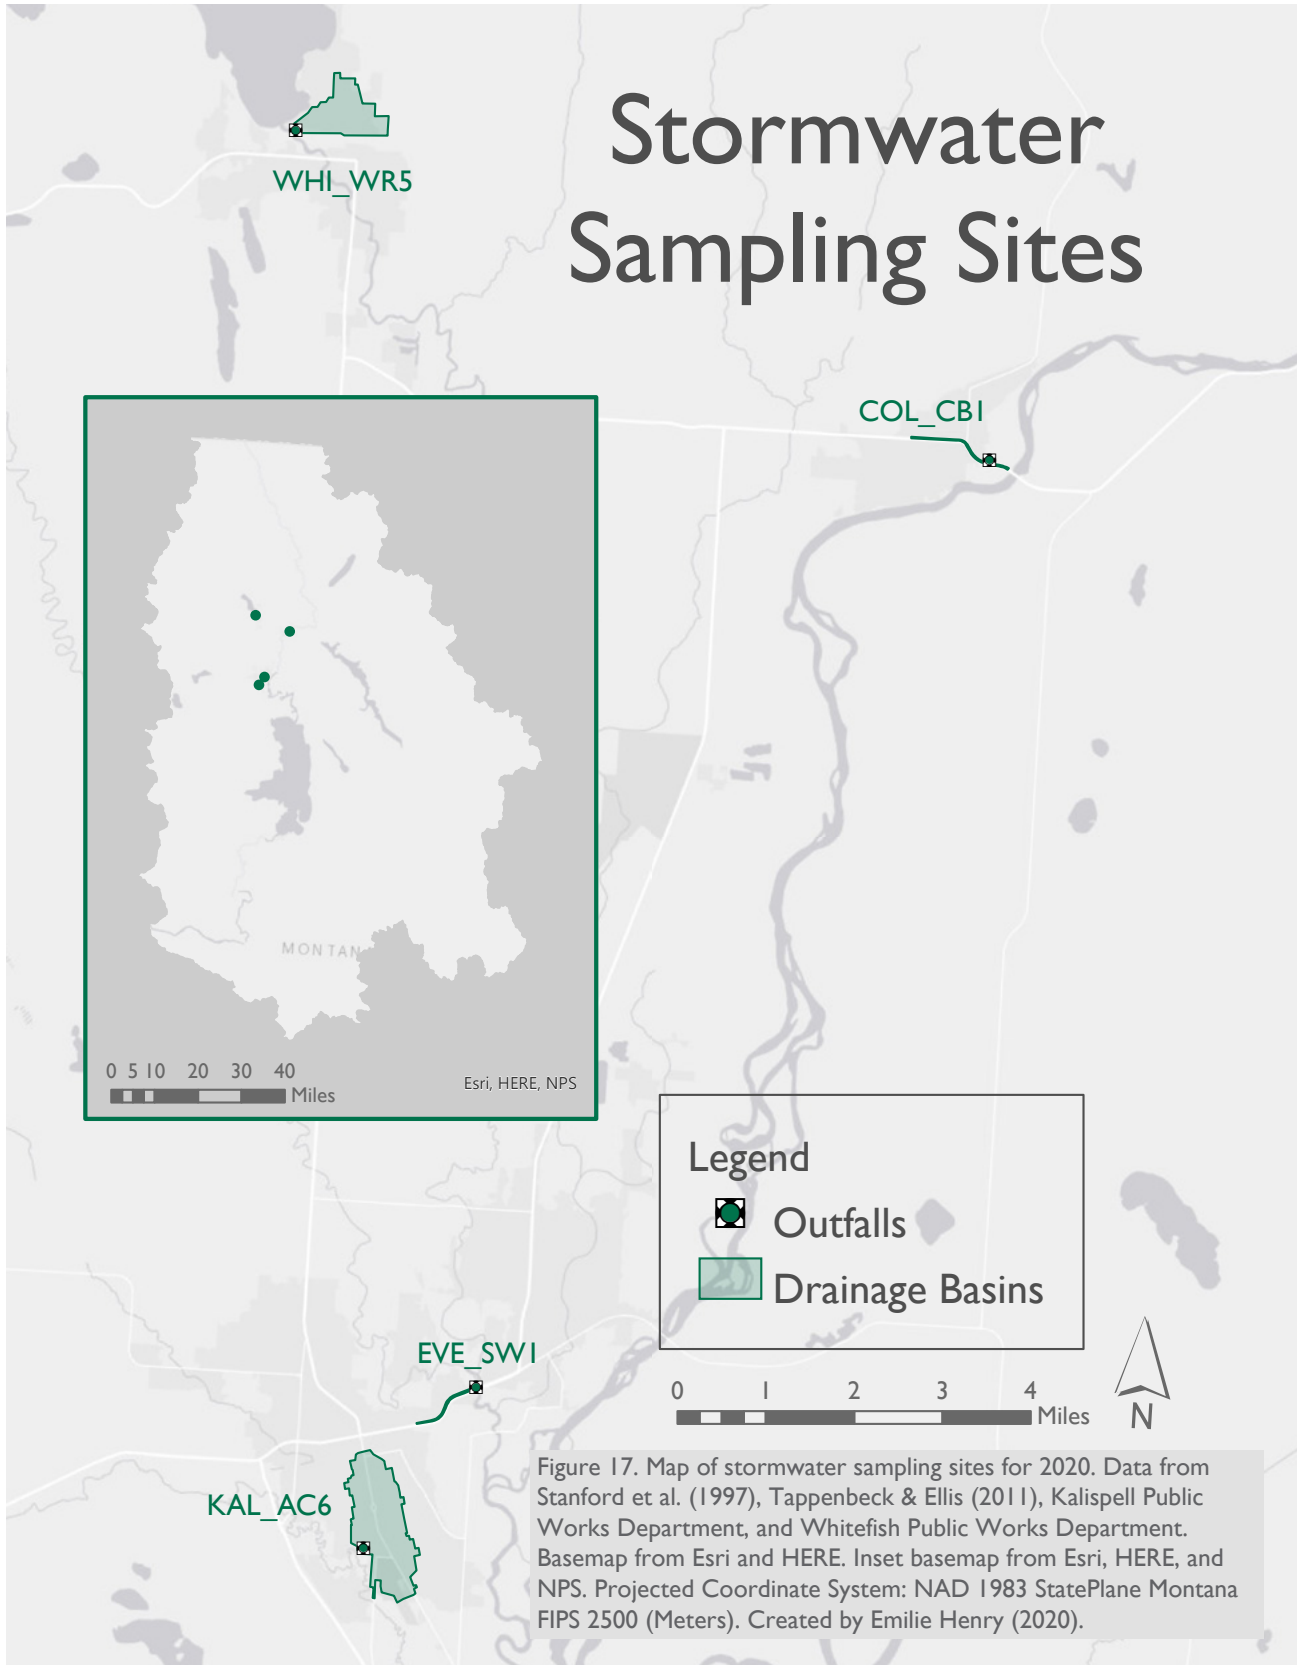 Stormwater
Sampling Sites
WHI_WR5
COL_CB1
MONTAN
0 5 10 20 30 40
Miles
Esri, HERE, NPS
Legend
Outfalls
Drainage Basins
EVE_SW1
0 1 2 3 4
Miles
N
KAL_AC6
Figure 17. Map of stormwater sampling sites for 2020. Data from
Stanford et al. (1997), Tappenbeck & Ellis (2011), Kalispell Public
Works Department, and Whitefish Public Works Department.
Basemap from Esri and HERE. Inset basemap from Esri, HERE, and
NPS. Projected Coordinate System: NAD 1983 StatePlane Montana
FIPS 2500 (Meters). Created by Emilie Henry (2020).